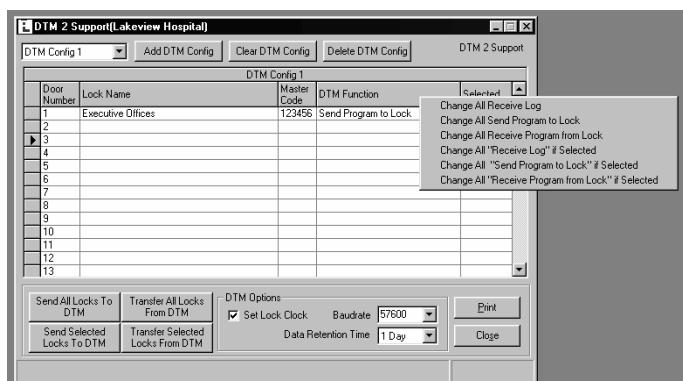 DTM 2 Support(Lakeview Hospital)
DTM Config 1 Add DTM Config Clear DTM Config Delete DTM Config DTM 2 Support
DTM Config 1
Door Number Lock Name Master Code DTM Function Selected
1 Executive Offices 123456 Send Program to Lock
2
3
4
5
6
7
8
9
10
11
12
13
Change All Receive Log
Change All Send Program to Lock
Change All Receive Program from Lock
Change All "Receive Log" if Selected
Change All "Send Program to Lock" if Selected
Change All "Receive Program from Lock" if Selected
Send All Locks To DTM
Transfer All Locks From DTM
Send Selected Locks To DTM
Transfer Selected Locks From DTM
DTM Options
Set Lock Clock Baudrate 57600
Data Retention Time 1 Day
Print
Close